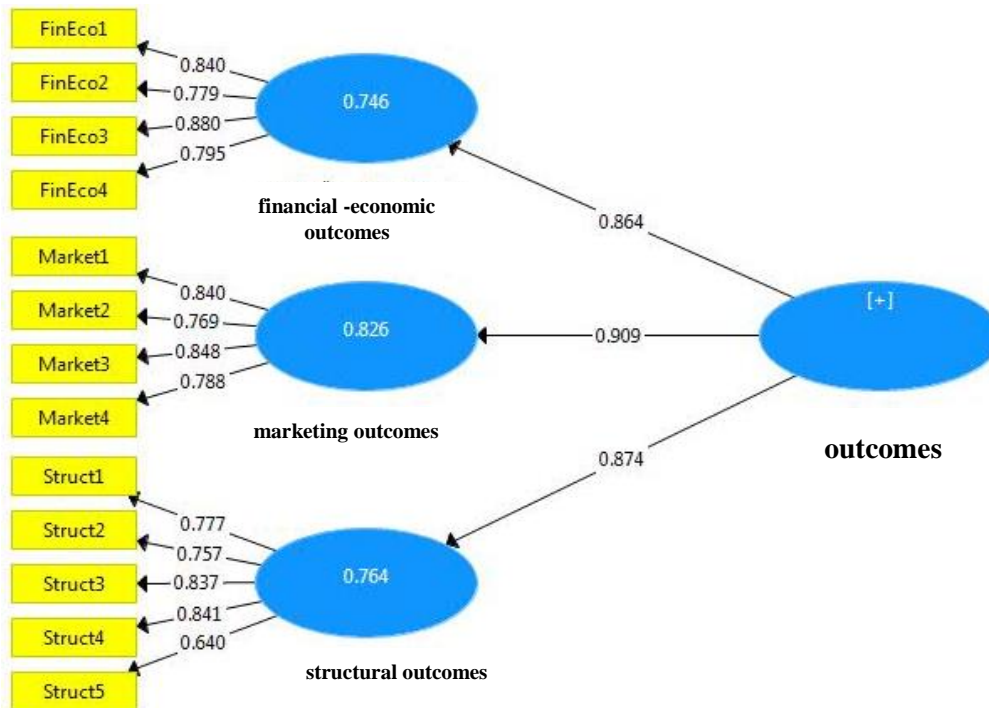 FinEco1
FinEco2
FinEco3
FinEco4
0.840
0.779
0.880
0.795
0.746
financial -economic
outcomes
0.864
Market1
Market2
Market3
Market4
0.840
0.769
0.848
0.788
0.826
marketing outcomes
0.909
[+]
outcomes
Struct1
Struct2
Struct3
Struct4
Struct5
0.777
0.757
0.837
0.841
0.640
0.764
structural outcomes
0.874